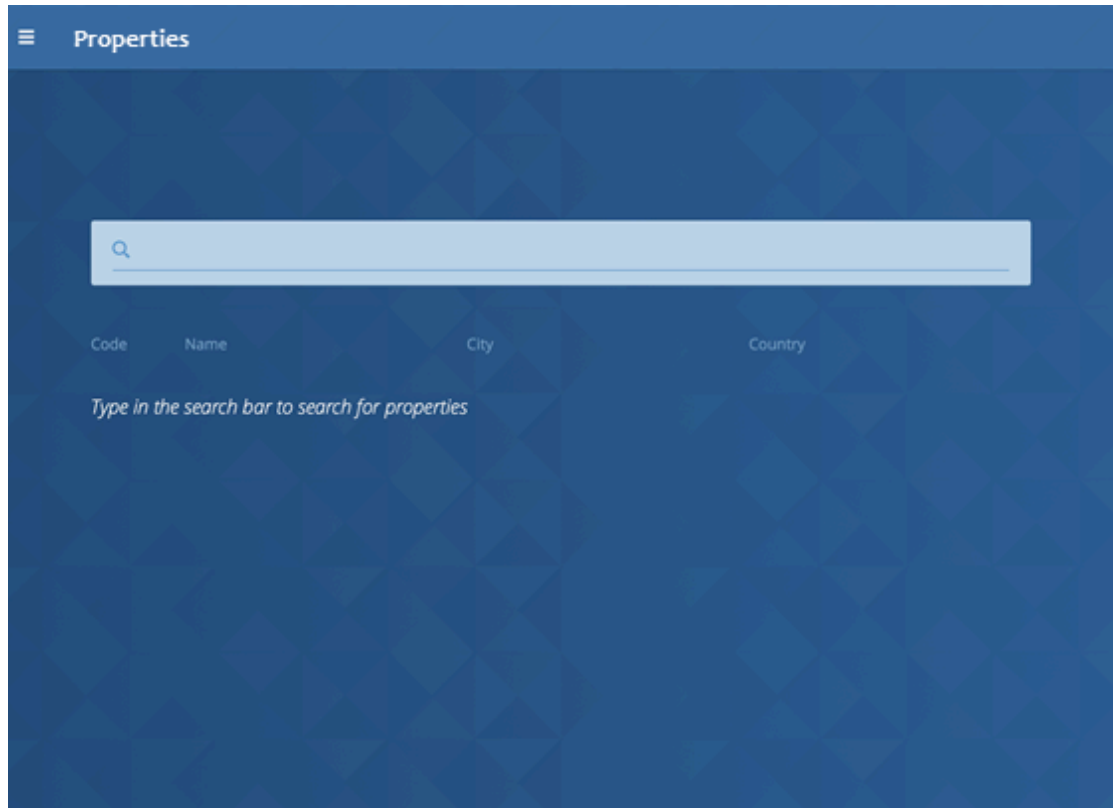 Properties
Code Name City Country
Type in the search bar to search for properties